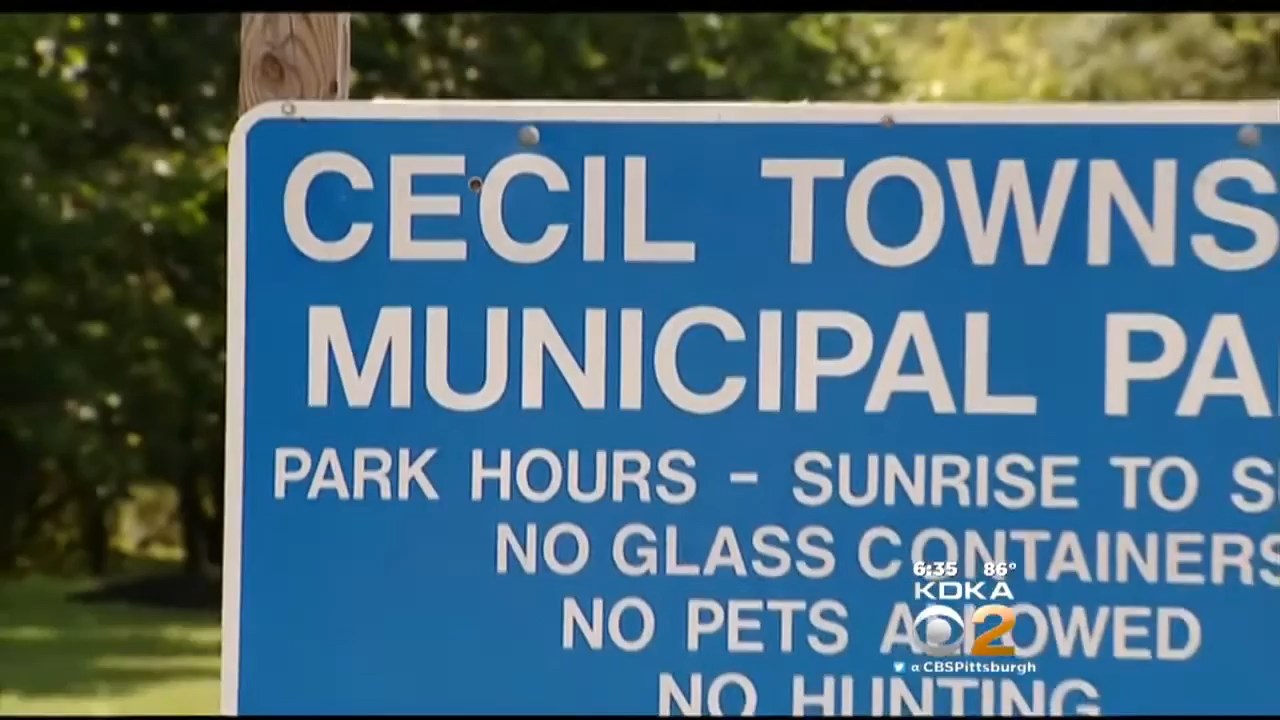 CECIL TOWNS
MUNICIPAL PA
PARK HOURS - SUNRISE TO S
NO GLASS CONTAINERS
NO PETS ALLOWED
NO HUNTING
6:35 86°
KDKA
2
@CBSPittsburgh